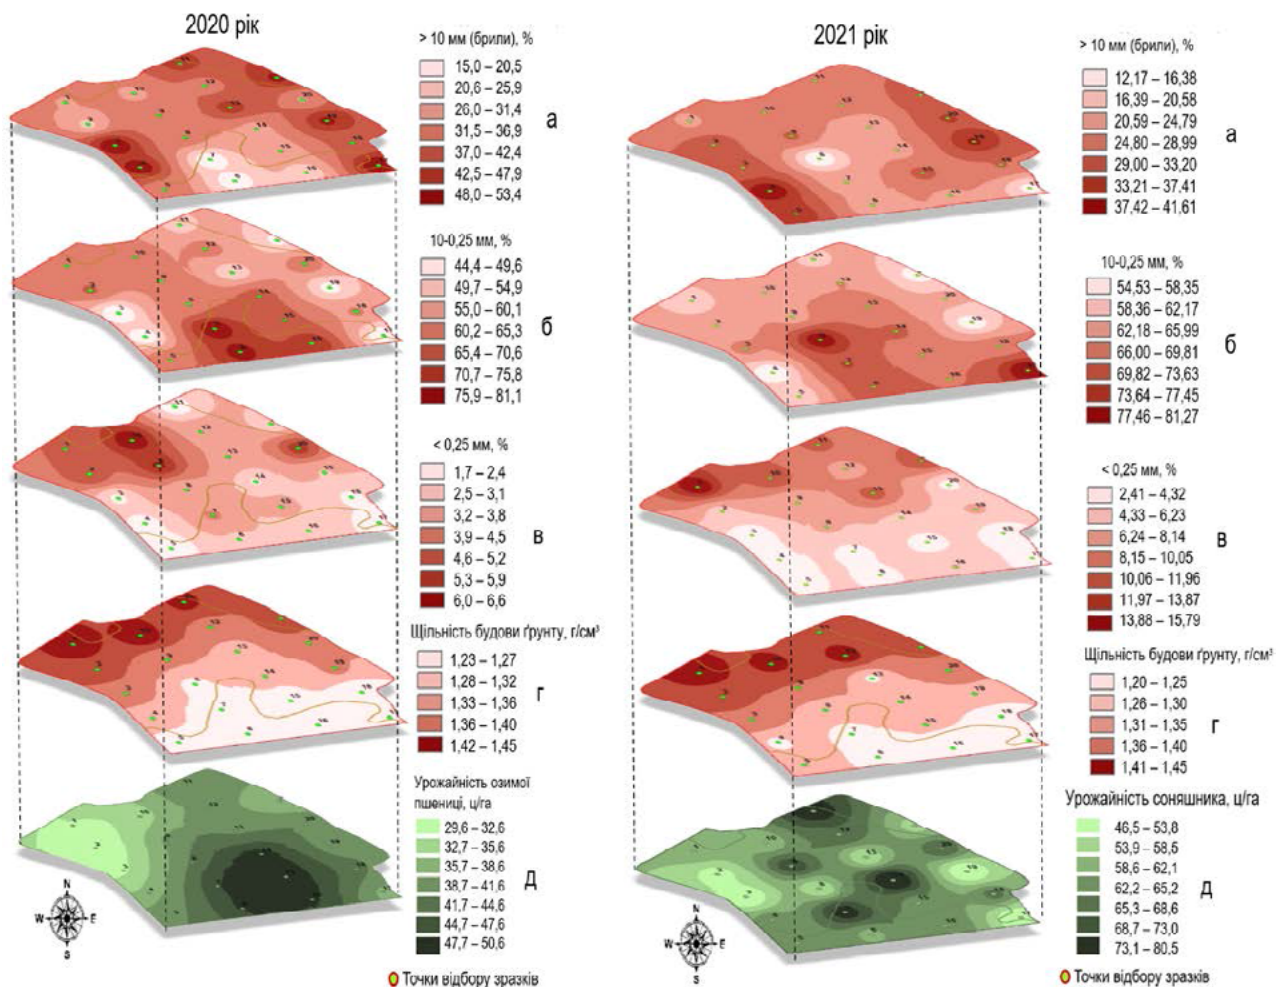 2020 рік
> 10 мм (брили), %
15,0 – 20,5
20,6 – 25,9
26,0 – 31,4
31,5 – 36,9
37,0 – 42,4
42,5 – 47,9
48,0 – 53,4
а
10-0,25 мм, %
44,4 – 49,6
49,7 – 54,9
55,0 – 60,1
60,2 – 65,3
65,4 – 70,6
70,7 – 75,8
75,9 – 81,1
б
< 0,25 мм, %
1,7 – 2,4
2,5 – 3,1
3,2 – 3,8
3,9 – 4,5
4,6 – 5,2
5,3 – 5,9
6,0 – 6,6
в
Щільність будови ґрунту, г/см³
1,23 – 1,27
1,28 – 1,32
1,33 – 1,36
1,36 – 1,40
1,42 – 1,45
г
Урожайність озимої
пшениці, ц/га
29,6 – 32,6
32,7 – 35,6
35,7 – 38,6
38,7 – 41,6
41,7 – 44,6
44,7 – 47,6
47,7 – 50,6
д
N
W E
S
Точки відбору зразків
2021 рік
> 10 мм (брили), %
12,17 – 16,38
16,39 – 20,58
20,59 – 24,79
24,80 – 28,99
29,00 – 33,20
33,21 – 37,41
37,42 – 41,61
а
10-0,25 мм, %
54,53 – 58,35
58,36 – 62,17
62,18 – 65,99
66,00 – 69,81
69,82 – 73,63
73,64 – 77,45
77,46 – 81,27
б
< 0,25 мм, %
2,41 – 4,32
4,33 – 6,23
6,24 – 8,14
8,15 – 10,05
10,06 – 11,96
11,97 – 13,87
13,88 – 15,79
в
Щільність будови ґрунту, г/см³
1,20 – 1,25
1,26 – 1,30
1,31 – 1,35
1,36 – 1,40
1,41 – 1,45
г
Урожайність соняшника, ц/га
46,5 – 53,8
53,9 – 58,5
58,6 – 62,1
62,2 – 65,2
65,3 – 68,6
68,7 – 73,0
73,1 – 80,5
д
N
W E
S
Точки відбору зразків